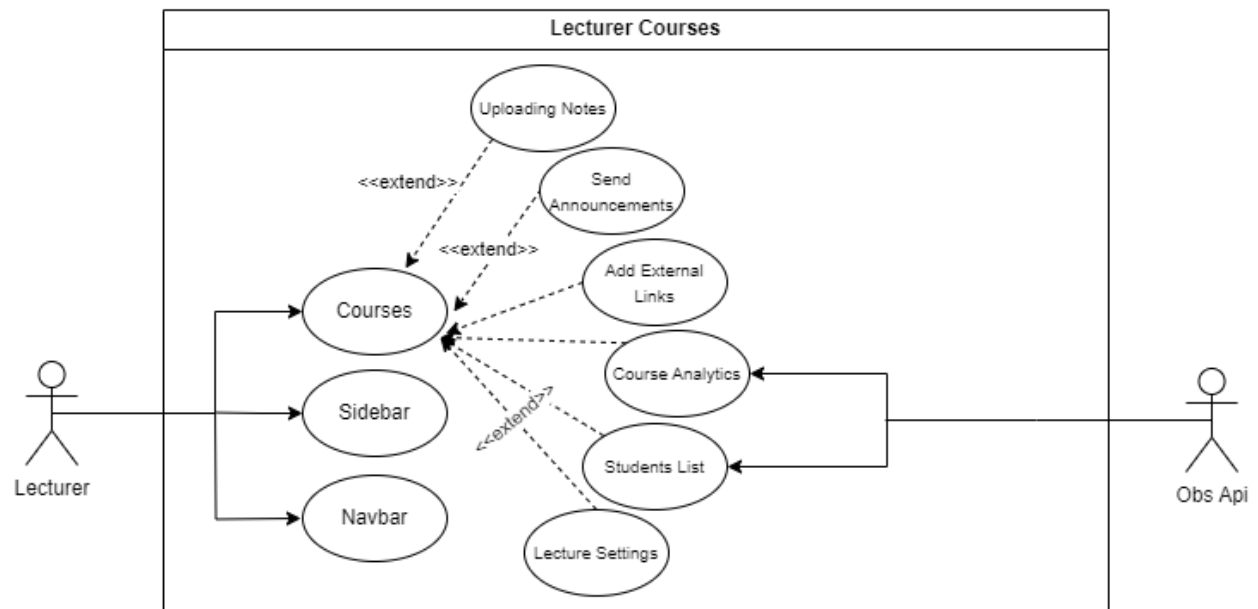 Lecturer Courses
Uploading Notes
<<extend>>
Send
Announcements
<<extend>>
Add External
Links
Courses
Course Analytics
<<extend>>
Sidebar
Students List
Lecturer
Obs Api
Navbar
Lecture Settings